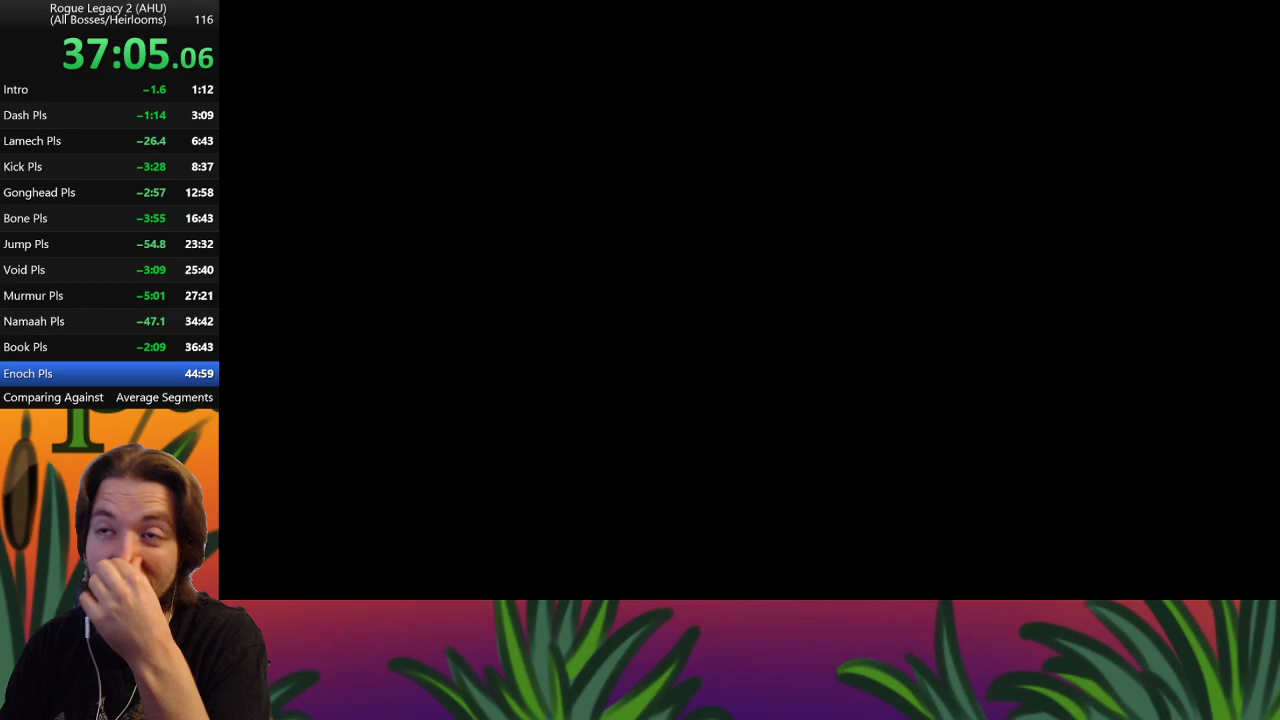 Rogue Legacy 2 (AHU)
(All Bosses/Heirlooms) 116
37:05.06
Intro −1.6 1:12
Dash Pls −1:14 3:09
Lamech Pls −26.4 6:43
Kick Pls −3:28 8:37
Gonghead Pls −2:57 12:58
Bone Pls −3:55 16:43
Jump Pls −54.8 23:32
Void Pls −3:09 25:40
Murmur Pls −5:01 27:21
Namaah Pls −47.1 34:42
Book Pls −2:09 36:43
Enoch Pls 44:59
Comparing Against Average Segments